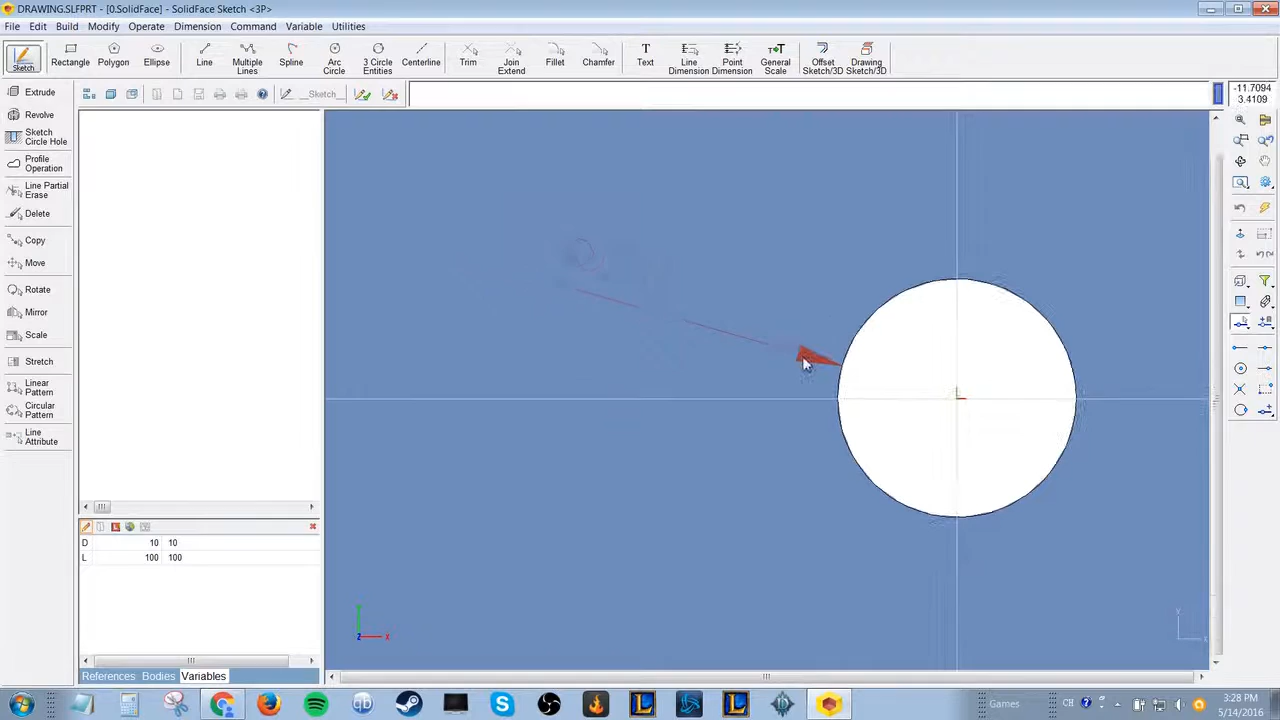 DRAWING.SLFPRT - [0.SolidFace] - SolidFace Sketch <3P>
File Edit Build Modify Operate Dimension Command Variable Utilities
Sketch Rectangle Polygon Ellipse Line Multiple Lines Spline Arc Circle 3 Circle Entities Centerline Trim Join Extend Fillet Chamfer Text Line Dimension Point Dimension General Scale Offset Sketch/3D Drawing Sketch/3D
Extrude
__Sketch__
-11.7094
3.4109
Revolve
Sketch
Circle Hole
Profile
Operation
Line Partial
Erase
Delete
Copy
Move
Rotate
Mirror
Scale
Stretch
Linear
Pattern
Circular
Pattern
Line
Attribute
D 10 10
L 100 100
References Bodies Variables
Z X
Y
Games CH 3:28 PM
5/14/2016